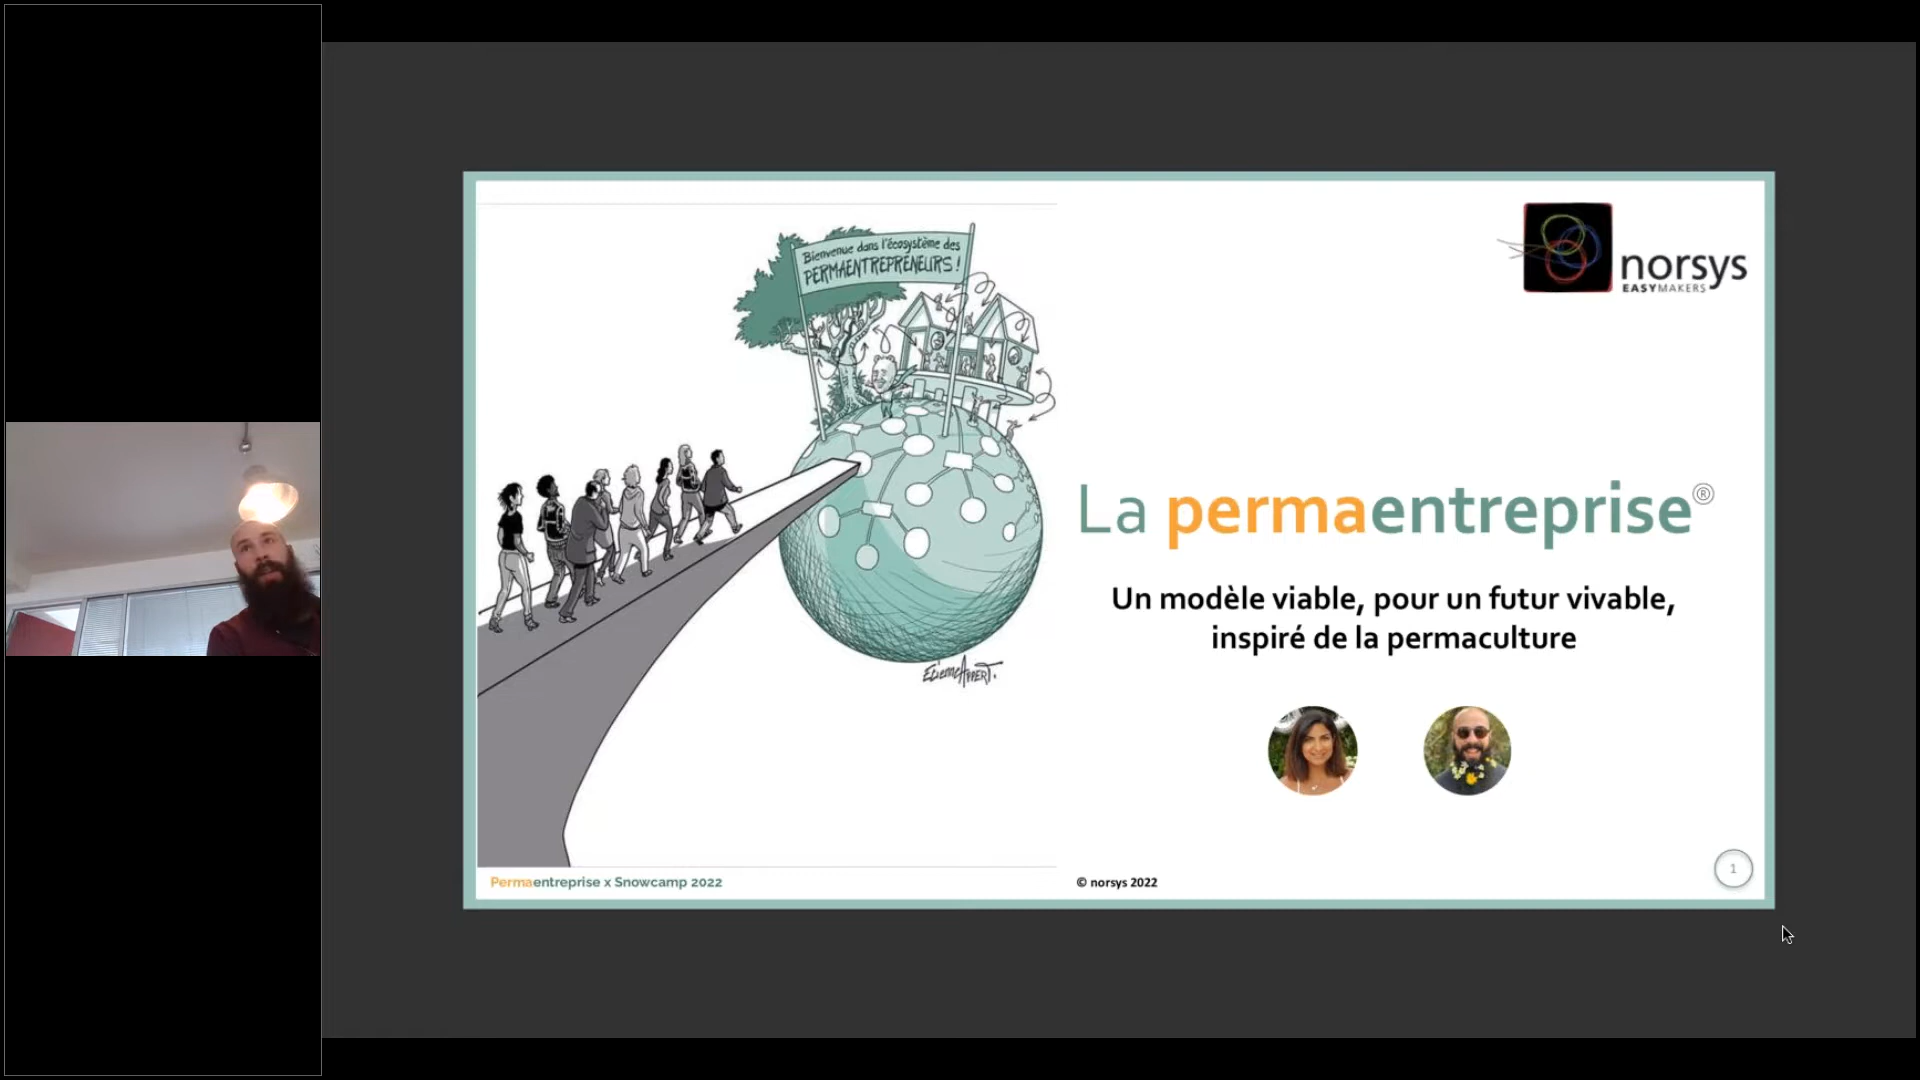 Bienvenue dans l'écosystème des
PERMAENTREPRENEURS !
norsys
EASYMAKERS
La permaentreprise®
Un modèle viable, pour un futur vivable,
inspiré de la permaculture
EtienneAppert.
Permaentreprise x Snowcamp 2022
© norsys 2022
1